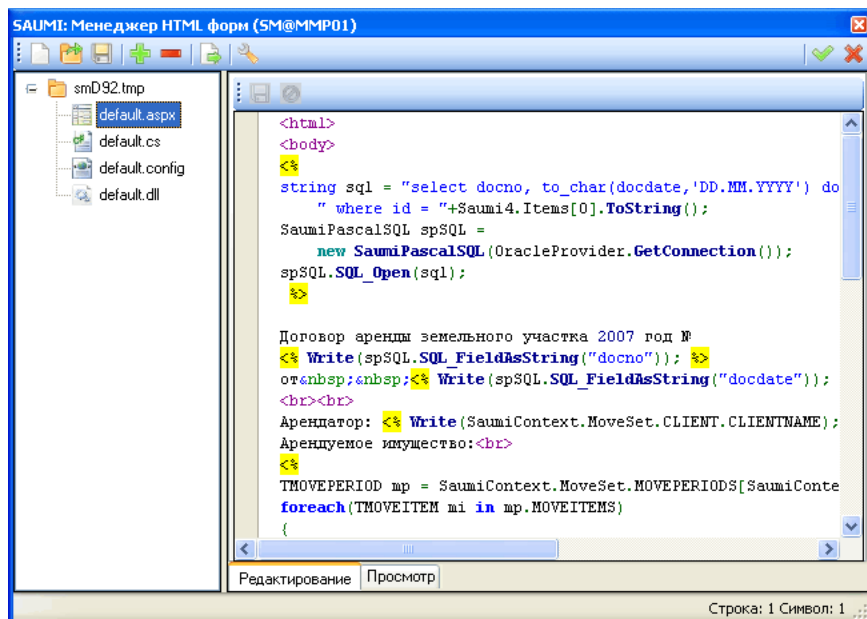 SAUMI: Менеджер HTML форм (SM@MMP01)
smD92.tmp
default.aspx
default.cs
default.config
default.dll
<html>
<body>
<%
string sql = "select docno, to_char(docdate,'DD.MM.YYYY') do
" where id = "+Saumi4.Items[0].ToString();
SaumiPascalSQL spSQL =
new SaumiPascalSQL(OracleProvider.GetConnection());
spSQL.SQL_Open(sql);
%>
Договор аренды земельного участка 2007 год №
<% Write(spSQL.SQL_FieldAsString("docno")); %>
от&nbsp;&nbsp;<% Write(spSQL.SQL_FieldAsString("docdate"));
<br><br>
Арендатор: <% Write(SaumiContext.MoveSet.CLIENT.CLIENTNAME);
Арендуемое имущество:<br>
<%
TMOVEPERIOD mp = SaumiContext.MoveSet.MOVEPERIODS[SaumiConte
foreach(TMOVEITEM mi in mp.MOVEITEMS)
{
Редактирование Просмотр
Строка: 1 Символ: 1